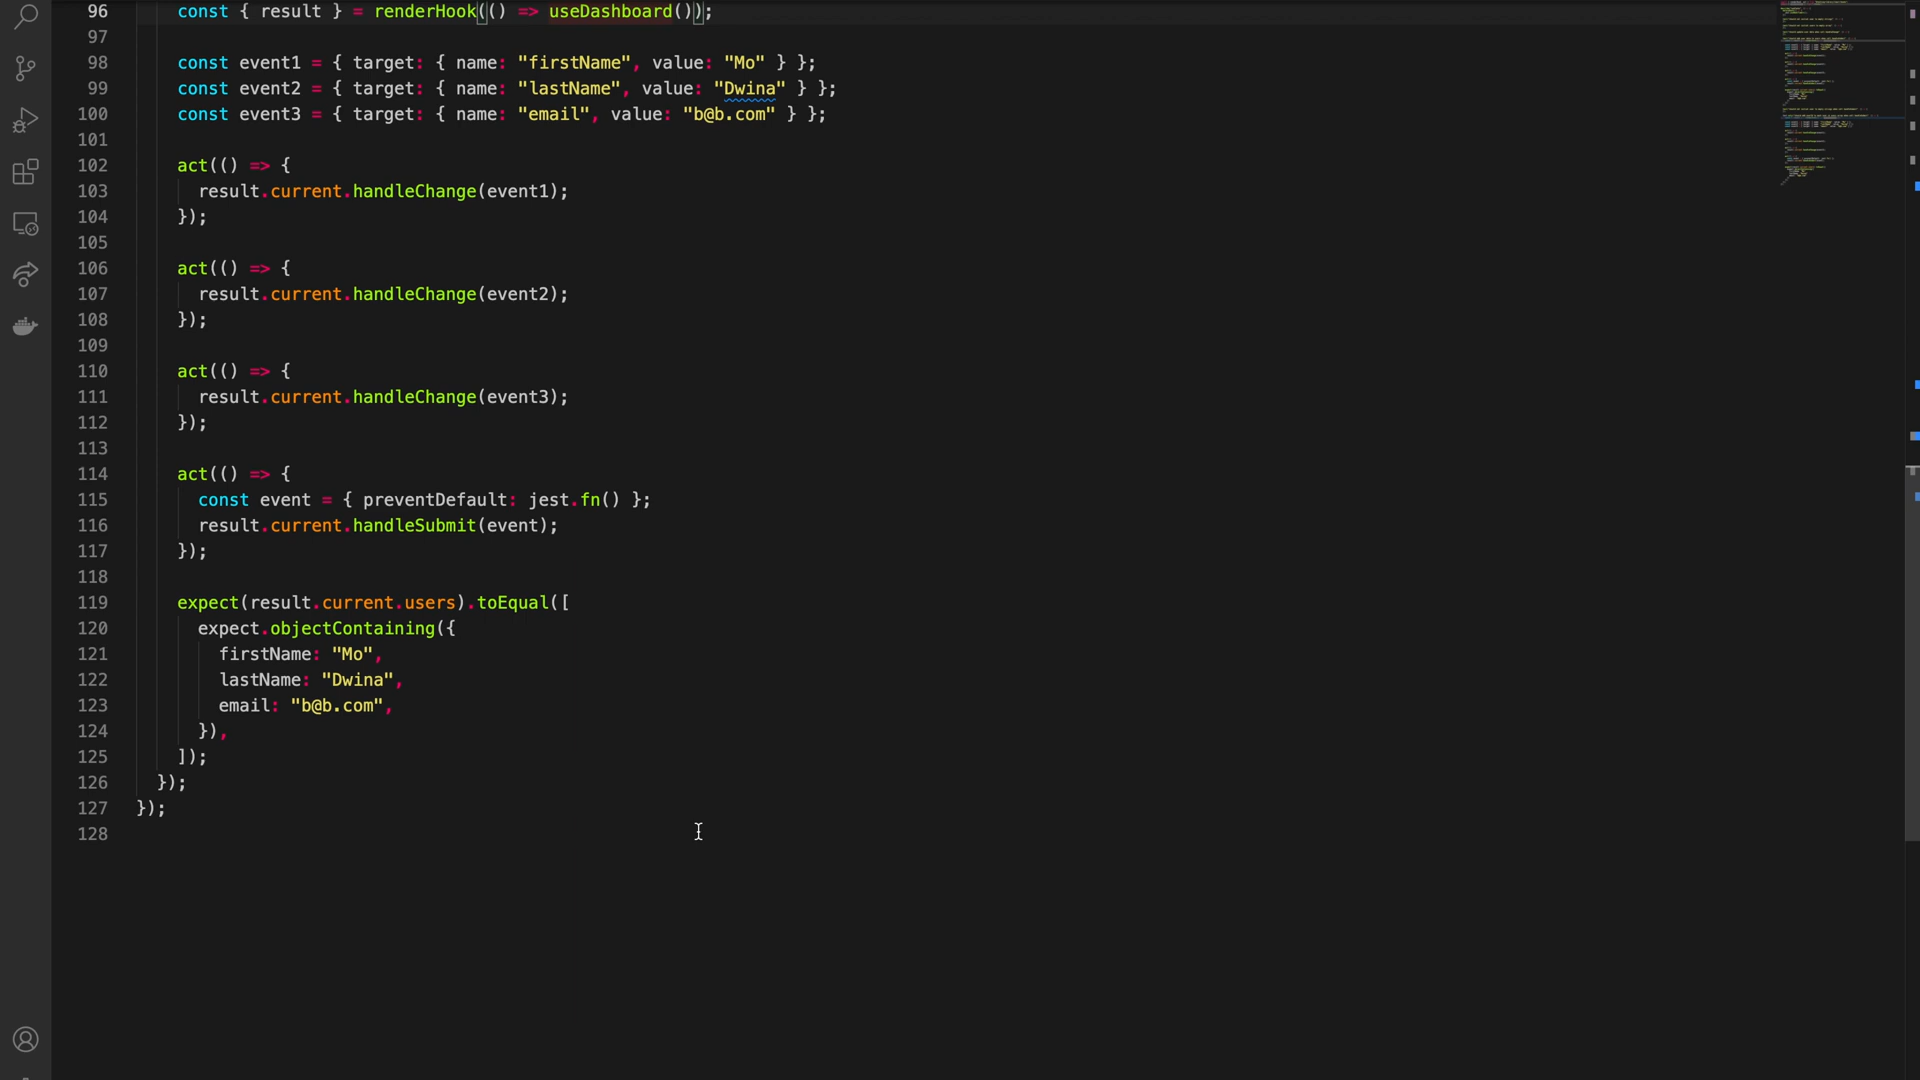 96 const { result } = renderHook(() => useDashboard());
97
98 const event1 = { target: { name: "firstName", value: "Mo" } };
99 const event2 = { target: { name: "lastName", value: "Dwina" } };
100 const event3 = { target: { name: "email", value: "b@b.com" } };
101
102 act(() => {
103 result.current.handleChange(event1);
104 });
105
106 act(() => {
107 result.current.handleChange(event2);
108 });
109
110 act(() => {
111 result.current.handleChange(event3);
112 });
113
114 act(() => {
115 const event = { preventDefault: jest.fn() };
116 result.current.handleSubmit(event);
117 });
118
119 expect(result.current.users).toEqual([
120 expect.objectContaining({
121 firstName: "Mo",
122 lastName: "Dwina",
123 email: "b@b.com",
124 }),
125 ]);
126 });
127 });
128